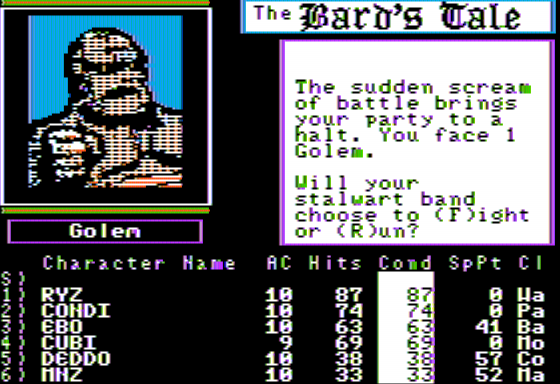 The Bard's Tale
The sudden scream
of battle brings
your party to a
halt. You face 1
Golem.
Will your
stalwart band
choose to (F)ight
or (R)un?
Golem
Character Name AC Hits Cond SpPt Cl
S)
1) RYZ 10 87 87 0 Wa
2) CONDI 10 74 74 0 Pa
3) EBO 10 63 63 41 Ba
4) CUBI 9 69 69 0 Mo
5) DEDDO 10 38 38 57 Co
6) MNZ 10 33 33 52 Ma